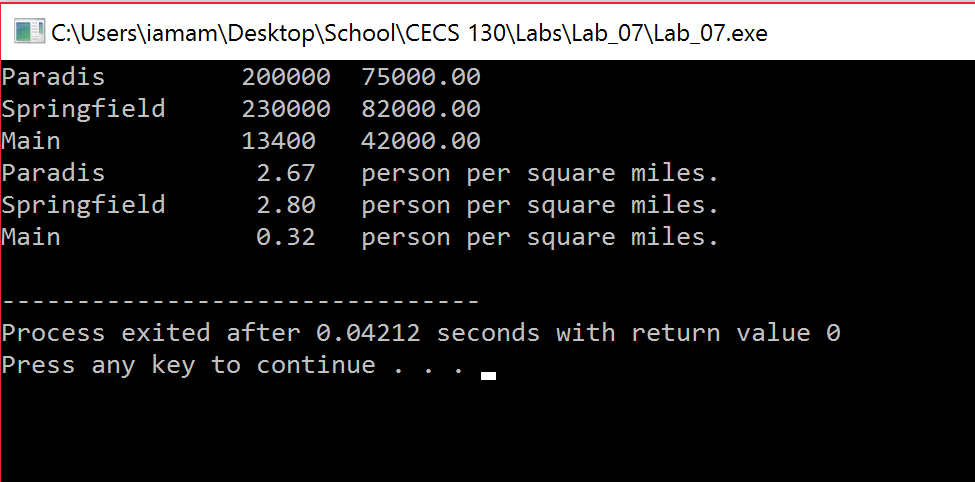 C:\Users\iamam\Desktop\School\CECS 130\Labs\Lab_07\Lab_07.exe
Paradis         200000  75000.00
Springfield     230000  82000.00
Main            13400   42000.00
Paradis          2.67   person per square miles.
Springfield      2.80   person per square miles.
Main             0.32   person per square miles.
--------------------------------
Process exited after 0.04212 seconds with return value 0
Press any key to continue . . .